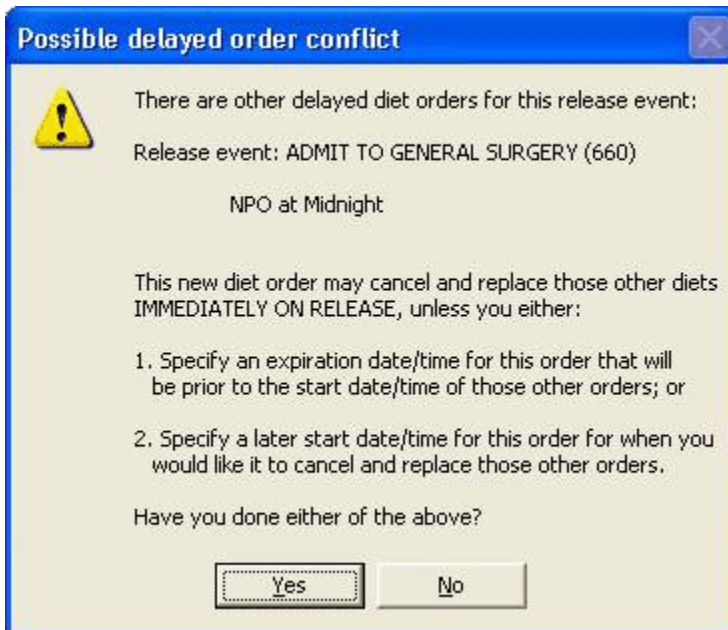 Possible delayed order conflict
There are other delayed diet orders for this release event:
Release event: ADMIT TO GENERAL SURGERY (660)
NPO at Midnight
This new diet order may cancel and replace those other diets
IMMEDIATELY ON RELEASE, unless you either:
1. Specify an expiration date/time for this order that will
be prior to the start date/time of those other orders; or
2. Specify a later start date/time for this order for when you
would like it to cancel and replace those other orders.
Have you done either of the above?
Yes No